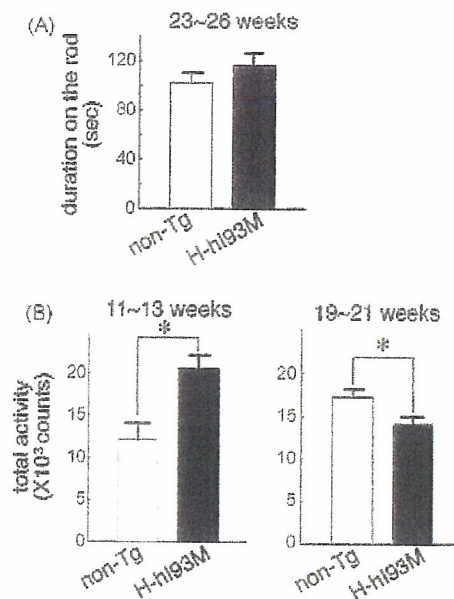 (A) 23~26 weeks
duration on the rod
(sec)
120
80
40
0
non-Tg
H-hI93M
(B) 11~13 weeks
19~21 weeks
total activity
(X10³ counts)
20
15
10
5
0
*
non-Tg
H-hI93M
20
15
10
5
0
*
non-Tg
H-hI93M